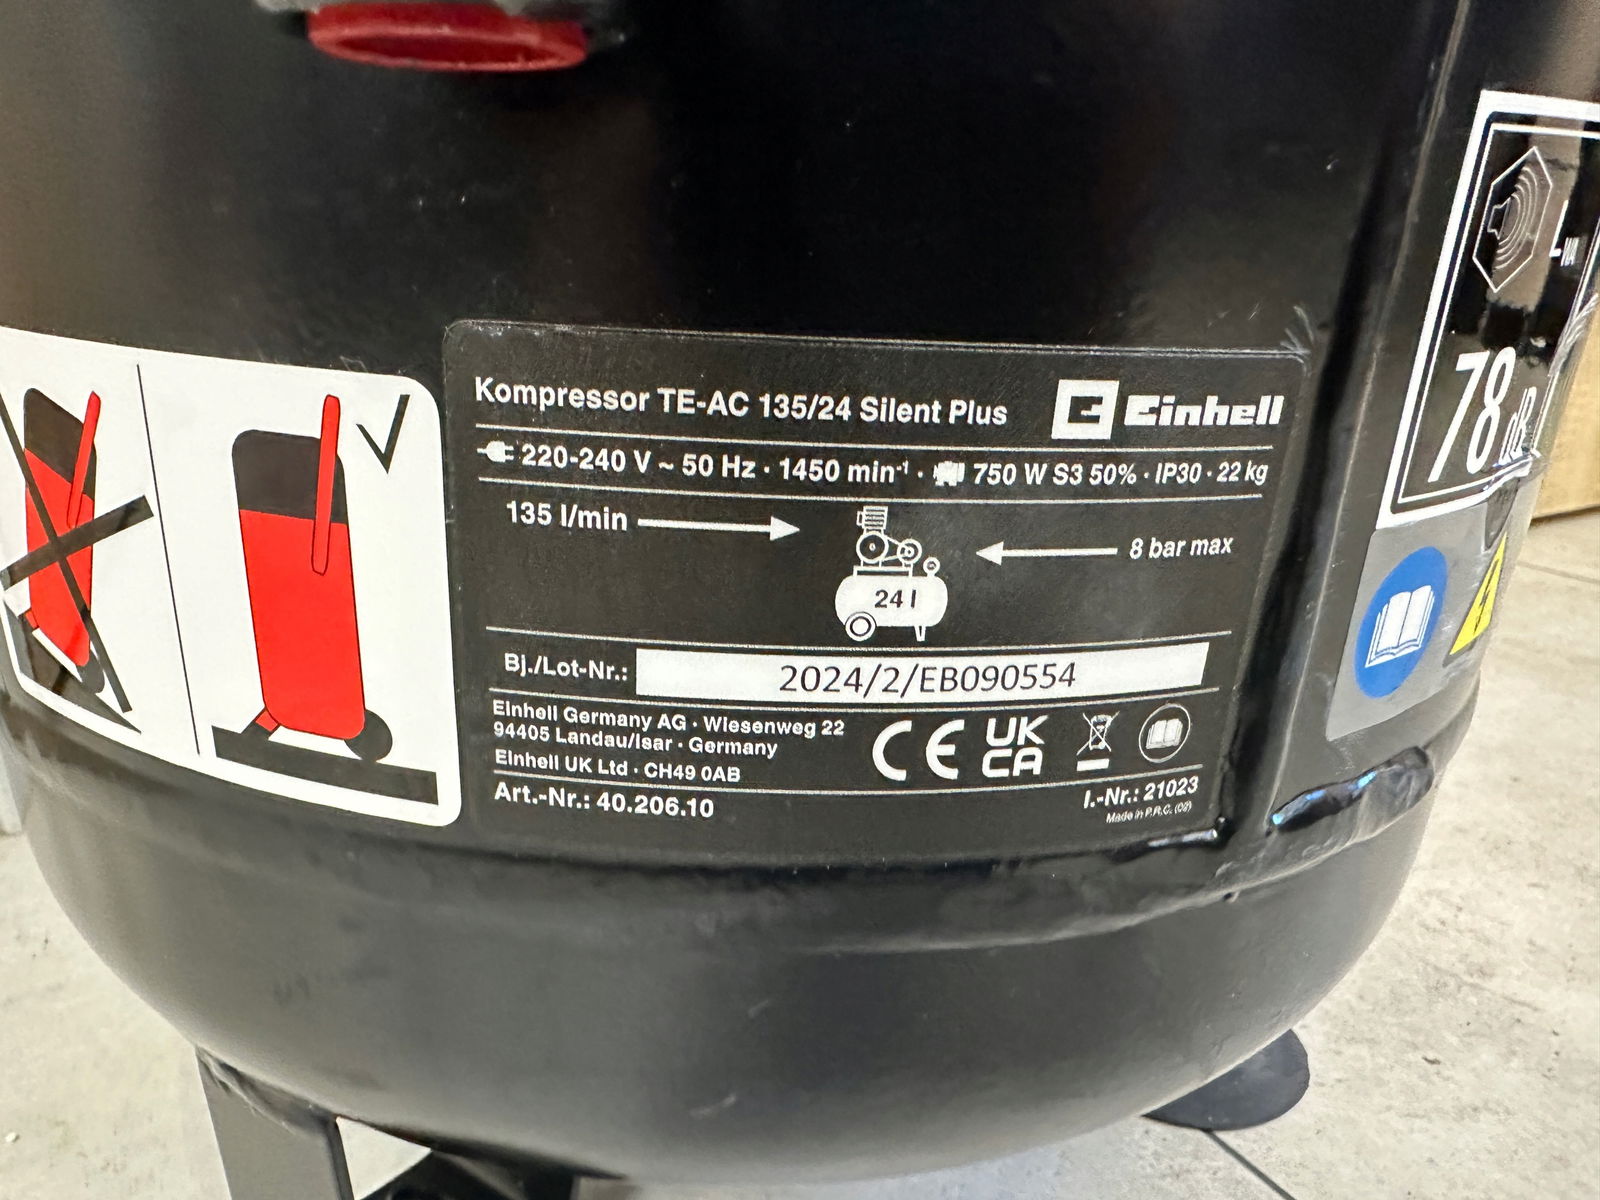 Kompressor TE-AC 135/24 Silent Plus
Einhell
220-240 V ~ 50 Hz · 1450 min⁻¹ · 750 W S3 50% · IP30 · 22 kg
135 l/min
8 bar max
24 l
Bj./Lot-Nr.: 2024/2/EB090554
Einhell Germany AG · Wiesenweg 22
94405 Landau/Isar · Germany
Einhell UK Ltd · CH49 0AB
CE
UK
CA
Art.-Nr.: 40.206.10
I.-Nr.: 21023
Made in P.R.C. (02)
LWA
78 dB